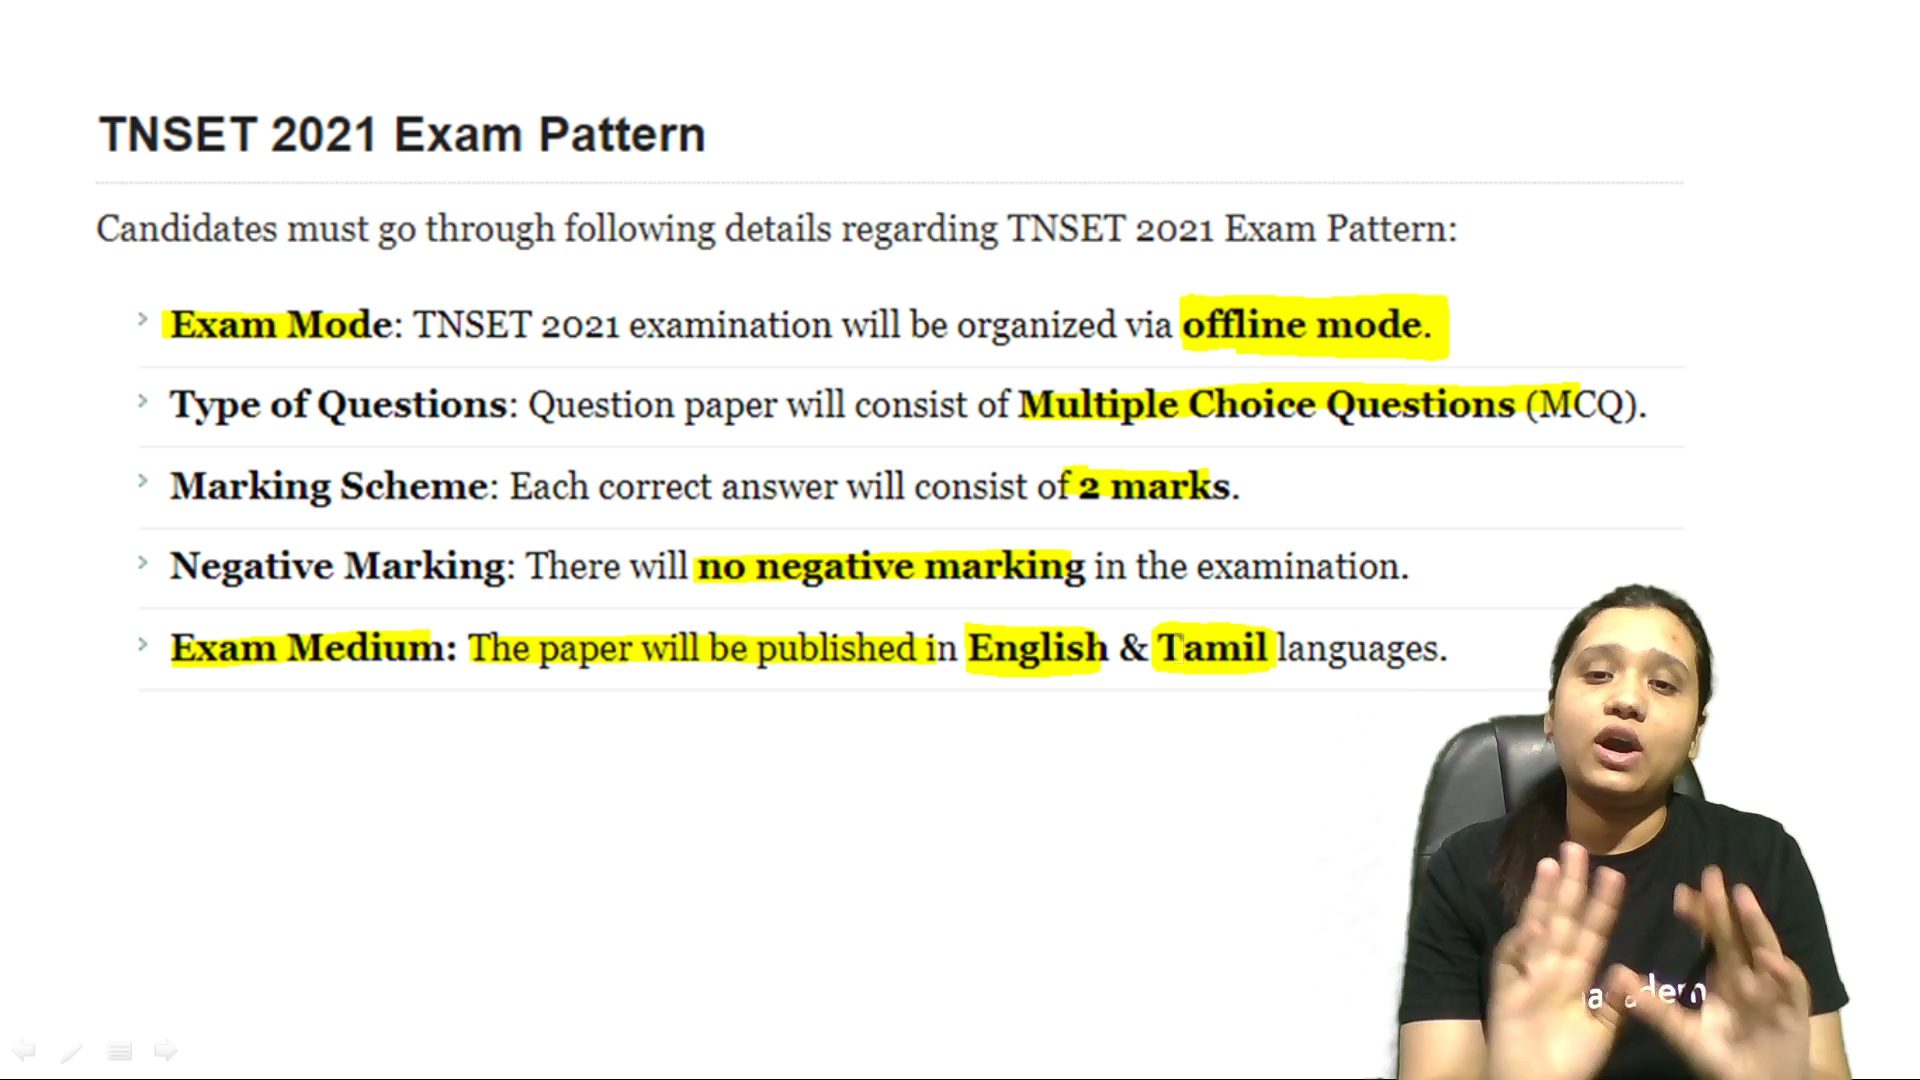 TNSET 2021 Exam Pattern
Candidates must go through following details regarding TNSET 2021 Exam Pattern:
Exam Mode: TNSET 2021 examination will be organized via offline mode.
Type of Questions: Question paper will consist of Multiple Choice Questions (MCQ).
Marking Scheme: Each correct answer will consist of 2 marks.
Negative Marking: There will no negative marking in the examination.
Exam Medium: The paper will be published in English & Tamil languages.